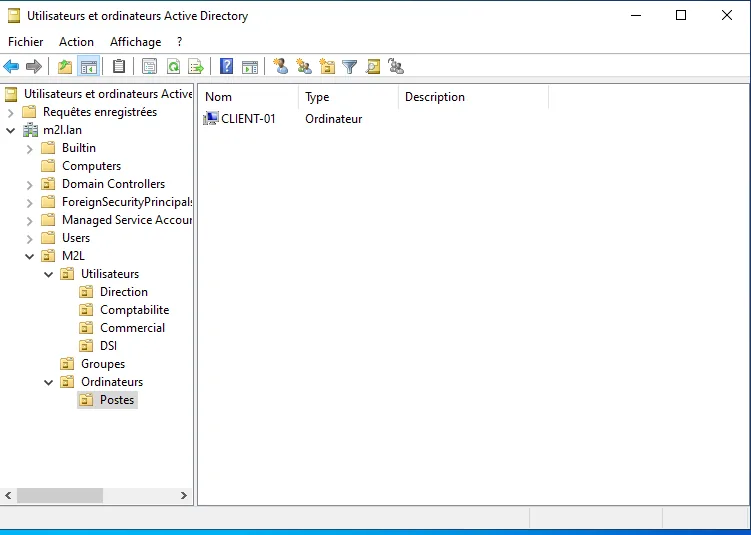 Utilisateurs et ordinateurs Active Directory
Fichier Action Affichage ?
Utilisateurs et ordinateurs Active
Requêtes enregistrées
m2l.lan
Builtin
Computers
Domain Controllers
ForeignSecurityPrincipals
Managed Service Accour
Users
M2L
Utilisateurs
Direction
Comptabilite
Commercial
DSI
Groupes
Ordinateurs
Postes
Nom Type Description
CLIENT-01 Ordinateur